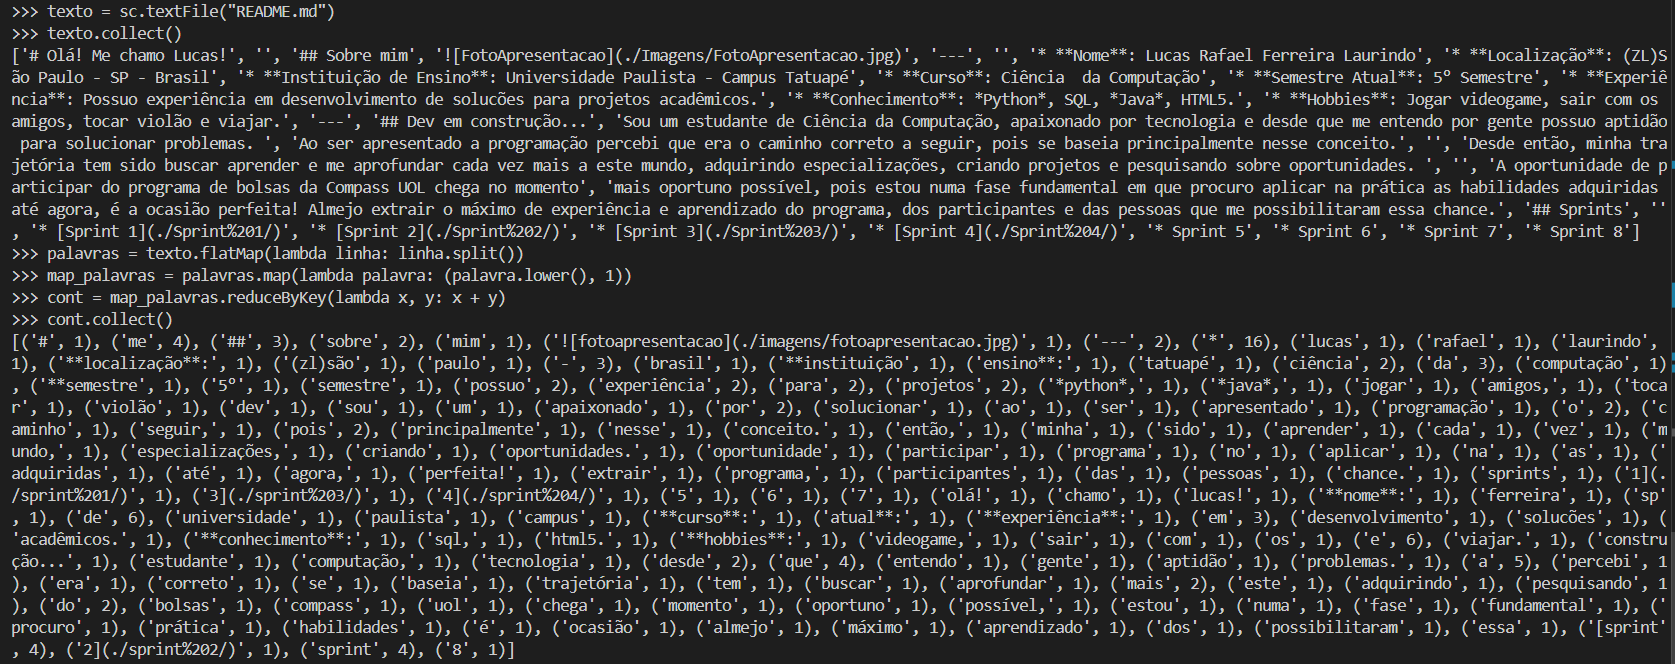 >>> texto = sc.textFile("README.md")
>>> texto.collect()
['# Olá! Me chamo Lucas!', '', '## Sobre mim', '![FotoApresentacao](./Imagens/FotoApresentacao.jpg)', '---', '', '* **Nome**: Lucas Rafael Ferreira Laurindo', '* **Localização**: (ZL)S
ão Paulo - SP - Brasil', '* **Instituição de Ensino**: Universidade Paulista - Campus Tatuapé', '* **Curso**: Ciência  da Computação', '* **Semestre Atual**: 5º Semestre', '* **Experiê
ncia**: Possuo experiência em desenvolvimento de solucões para projetos acadêmicos.', '* **Conhecimento**: *Python*, SQL, *Java*, HTML5.', '* **Hobbies**: Jogar videogame, sair com os
amigos, tocar violão e viajar.', '---', '## Dev em construção...', 'Sou um estudante de Ciência da Computação, apaixonado por tecnologia e desde que me entendo por gente possuo aptidão
 para solucionar problemas. ', 'Ao ser apresentado a programação percebi que era o caminho correto a seguir, pois se baseia principalmente nesse conceito.', '', 'Desde então, minha tra
jetória tem sido buscar aprender e me aprofundar cada vez mais a este mundo, adquirindo especializações, criando projetos e pesquisando sobre oportunidades. ', '', 'A oportunidade de p
articipar do programa de bolsas da Compass UOL chega no momento', 'mais oportuno possível, pois estou numa fase fundamental em que procuro aplicar na prática as habilidades adquiridas
até agora, é a ocasião perfeita! Almejo extrair o máximo de experiência e aprendizado do programa, dos participantes e das pessoas que me possibilitaram essa chance.', '## Sprints', ''
, '* [Sprint 1](./Sprint%201/)', '* [Sprint 2](./Sprint%202/)', '* [Sprint 3](./Sprint%203/)', '* [Sprint 4](./Sprint%204/)', '* Sprint 5', '* Sprint 6', '* Sprint 7', '* Sprint 8']
>>> palavras = texto.flatMap(lambda linha: linha.split())
>>> map_palavras = palavras.map(lambda palavra: (palavra.lower(), 1))
>>> cont = map_palavras.reduceByKey(lambda x, y: x + y)
>>> cont.collect()
[('#', 1), ('me', 4), ('##', 3), ('sobre', 2), ('mim', 1), ('![fotoapresentacao](./imagens/fotoapresentacao.jpg)', 1), ('---', 2), ('*', 16), ('lucas', 1), ('rafael', 1), ('laurindo',
1), ('**localização**:', 1), ('(zl)são', 1), ('paulo', 1), ('-', 3), ('brasil', 1), ('**instituição', 1), ('ensino**:', 1), ('tatuapé', 1), ('ciência', 2), ('da', 3), ('computação', 1)
, ('**semestre', 1), ('5º', 1), ('semestre', 1), ('possuo', 2), ('experiência', 2), ('para', 2), ('projetos', 2), ('*python*,', 1), ('*java*,', 1), ('jogar', 1), ('amigos,', 1), ('toca
r', 1), ('violão', 1), ('dev', 1), ('sou', 1), ('um', 1), ('apaixonado', 1), ('por', 2), ('solucionar', 1), ('ao', 1), ('ser', 1), ('apresentado', 1), ('programação', 1), ('o', 2), ('c
aminho', 1), ('seguir,', 1), ('pois', 2), ('principalmente', 1), ('nesse', 1), ('conceito.', 1), ('então,', 1), ('minha', 1), ('sido', 1), ('aprender', 1), ('cada', 1), ('vez', 1), ('m
undo,', 1), ('especializações,', 1), ('criando', 1), ('oportunidades.', 1), ('oportunidade', 1), ('participar', 1), ('programa', 1), ('no', 1), ('aplicar', 1), ('na', 1), ('as', 1), ('
adquiridas', 1), ('até', 1), ('agora,', 1), ('perfeita!', 1), ('extrair', 1), ('programa,', 1), ('participantes', 1), ('das', 1), ('pessoas', 1), ('chance.', 1), ('sprints', 1), ('1](.
/sprint%201/)', 1), ('3](./sprint%203/)', 1), ('4](./sprint%204/)', 1), ('5', 1), ('6', 1), ('7', 1), ('olá!', 1), ('chamo', 1), ('lucas!', 1), ('**nome**:', 1), ('ferreira', 1), ('sp'
, 1), ('de', 6), ('universidade', 1), ('paulista', 1), ('campus', 1), ('**curso**:', 1), ('atual**:', 1), ('**experiência**:', 1), ('em', 3), ('desenvolvimento', 1), ('solucões', 1), (
'acadêmicos.', 1), ('**conhecimento**:', 1), ('sql,', 1), ('html5.', 1), ('**hobbies**:', 1), ('videogame,', 1), ('sair', 1), ('com', 1), ('os', 1), ('e', 6), ('viajar.', 1), ('constru
ção...', 1), ('estudante', 1), ('computação,', 1), ('tecnologia', 1), ('desde', 2), ('que', 4), ('entendo', 1), ('gente', 1), ('aptidão', 1), ('problemas.', 1), ('a', 5), ('percebi', 1
), ('era', 1), ('correto', 1), ('se', 1), ('baseia', 1), ('trajetória', 1), ('tem', 1), ('buscar', 1), ('aprofundar', 1), ('mais', 2), ('este', 1), ('adquirindo', 1), ('pesquisando', 1
), ('do', 2), ('bolsas', 1), ('compass', 1), ('uol', 1), ('chega', 1), ('momento', 1), ('oportuno', 1), ('possível,', 1), ('estou', 1), ('numa', 1), ('fase', 1), ('fundamental', 1), ('
procuro', 1), ('prática', 1), ('habilidades', 1), ('é', 1), ('ocasião', 1), ('almejo', 1), ('máximo', 1), ('aprendizado', 1), ('dos', 1), ('possibilitaram', 1), ('essa', 1), ('[sprint'
, 4), ('2](./sprint%202/)', 1), ('sprint', 4), ('8', 1)]